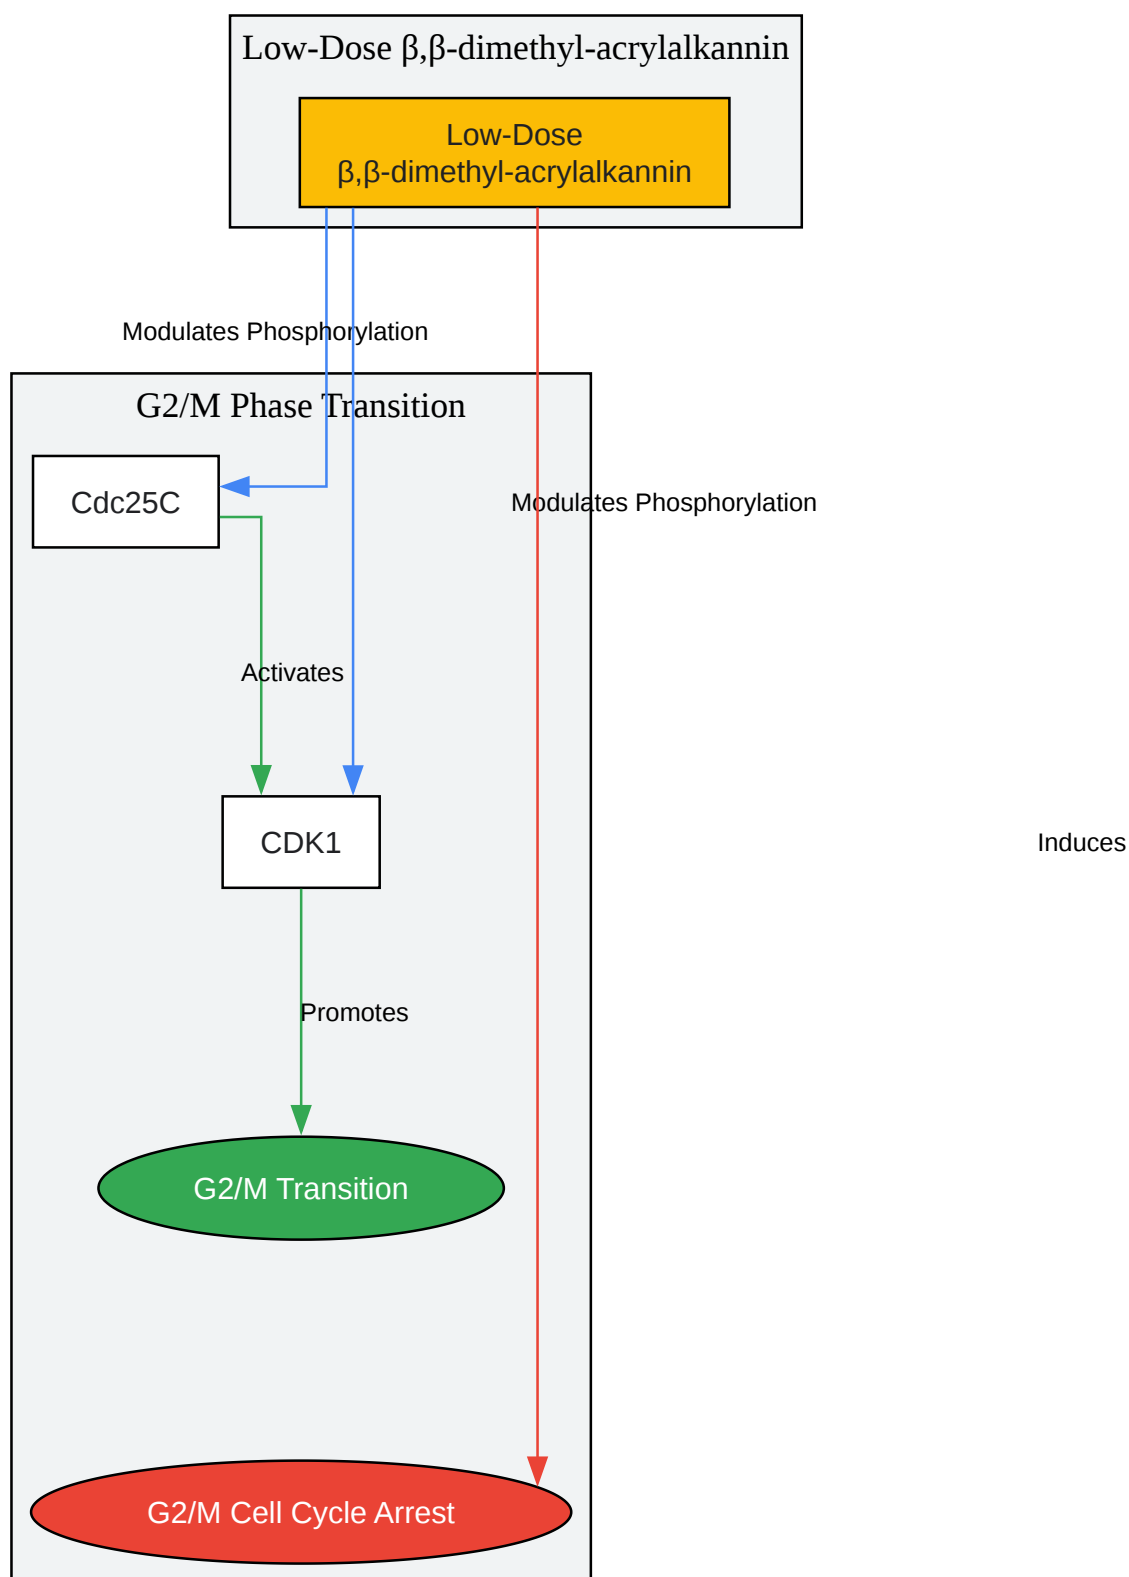 Low-Dose β,β-dimethyl-acrylalkannin
Low-Dose
β,β-dimethyl-acrylalkannin
Modulates Phosphorylation
G2/M Phase Transition
Cdc25C
Modulates Phosphorylation
Activates
CDK1
Induces
Promotes
G2/M Transition
G2/M Cell Cycle Arrest